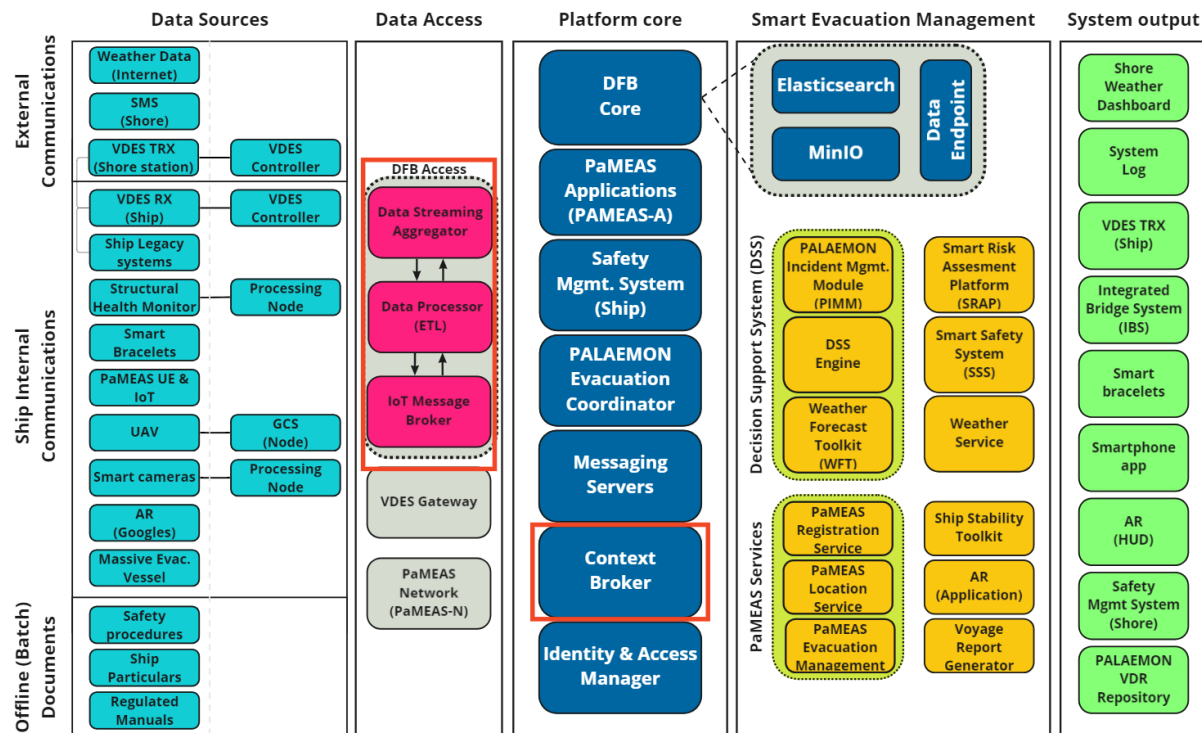 Data Sources
Data Access
Platform core
Smart Evacuation Management
System output
External
Communications
Ship Internal
Communications
Offline (Batch)
Documents
Weather Data
(Internet)
SMS
(Shore)
VDES TRX
(Shore station)
VDES
Controller
VDES RX
(Ship)
VDES
Controller
Ship Legacy
systems
Structural
Health Monitor
Processing
Node
Smart
Bracelets
PaMEAS UE &
IoT
UAV
GCS
(Node)
Smart cameras
Processing
Node
AR
(Googles)
Massive Evac.
Vessel
Safety
procedures
Ship
Particulars
Regulated
Manuals
DFB Access
Data Streaming
Aggregator
Data Processor
(ETL)
IoT Message
Broker
VDES Gateway
PaMEAS
Network
(PaMEAS-N)
DFB
Core
PaMEAS
Applications
(PAMEAS-A)
Safety
Mgmt. System
(Ship)
PALAEMON
Evacuation
Coordinator
Messaging
Servers
Context
Broker
Identity & Access
Manager
Elasticsearch
MinIO
Data
Endpoint
Decision Support System (DSS)
PALAEMON
Incident Mgmt.
Module
(PIMM)
DSS
Engine
Weather
Forecast
Toolkit
(WFT)
Smart Risk
Assesment
Platform
(SRAP)
Smart Safety
System
(SSS)
Weather
Service
PaMEAS Services
PaMEAS
Registration
Service
PaMEAS
Location
Service
PaMEAS
Evacuation
Management
Ship Stability
Toolkit
AR
(Application)
Voyage
Report
Generator
Shore
Weather
Dashboard
System
Log
VDES TRX
(Ship)
Integrated
Bridge System
(IBS)
Smart
bracelets
Smartphone
app
AR
(HUD)
Safety
Mgmt System
(Shore)
PALAEMON
VDR
Repository